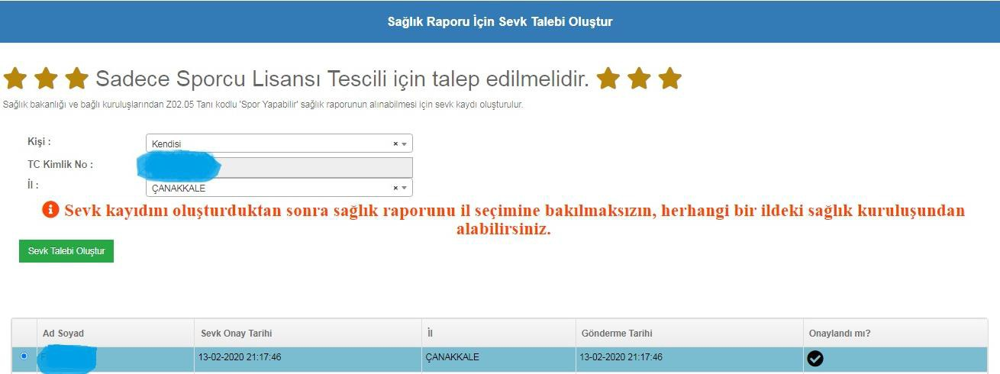 Sağlık Raporu İçin Sevk Talebi Oluştur
Sadece Sporcu Lisansı Tescili için talep edilmelidir.
Sağlık bakanlığı ve bağlı kuruluşlarından Z02.05 Tanı kodlu 'Spor Yapabilir' sağlık raporunun alınabilmesi için sevk kaydı oluşturulur.
Kişi : Kendisi × 
TC Kimlik No :
İl : ÇANAKKALE ×
Sevk kayıdını oluşturduktan sonra sağlık raporunu il seçimine bakılmaksızın, herhangi bir ildeki sağlık kuruluşundan
alabilirsiniz.
Sevk Talebi Oluştur
Ad Soyad Sevk Onay Tarihi İl Gönderme Tarihi Onaylandı mı?
13-02-2020 21:17:46 ÇANAKKALE 13-02-2020 21:17:46